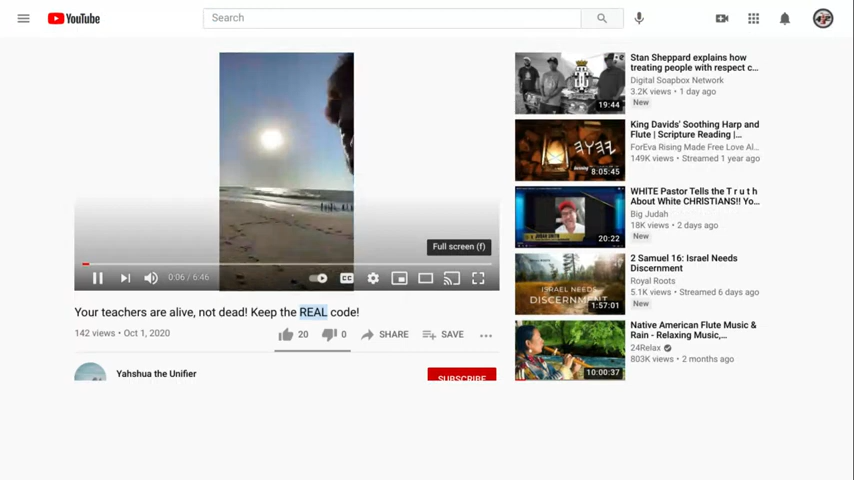 YouTube
Search
Full screen (f)
0:06 / 6:46
CC
Your teachers are alive, not dead! Keep the REAL code!
142 views • Oct 1, 2020
20
0
SHARE
SAVE
Yahshua the Unifier
SUBSCRIBE
Stan Sheppard explains how
treating people with respect c...
Digital Soapbox Network
3.2K views • 1 day ago
New
19:44
King Davids' Soothing Harp and
Flute | Scripture Reading |...
ForEva Rising Made Free Love Al...
149K views • Streamed 1 year ago
8:05:45
WHITE Pastor Tells the T r u t h
About White CHRISTIANS!! Yo...
Big Judah
18K views • 2 days ago
New
20:22
2 Samuel 16: Israel Needs
Discernment
Royal Roots
5.1K views • Streamed 6 days ago
New
ISRAEL NEEDS
DISCERNMENT
1:57:01
Native American Flute Music &
Rain - Relaxing Music,...
24Relax
803K views • 2 months ago
10:00:37